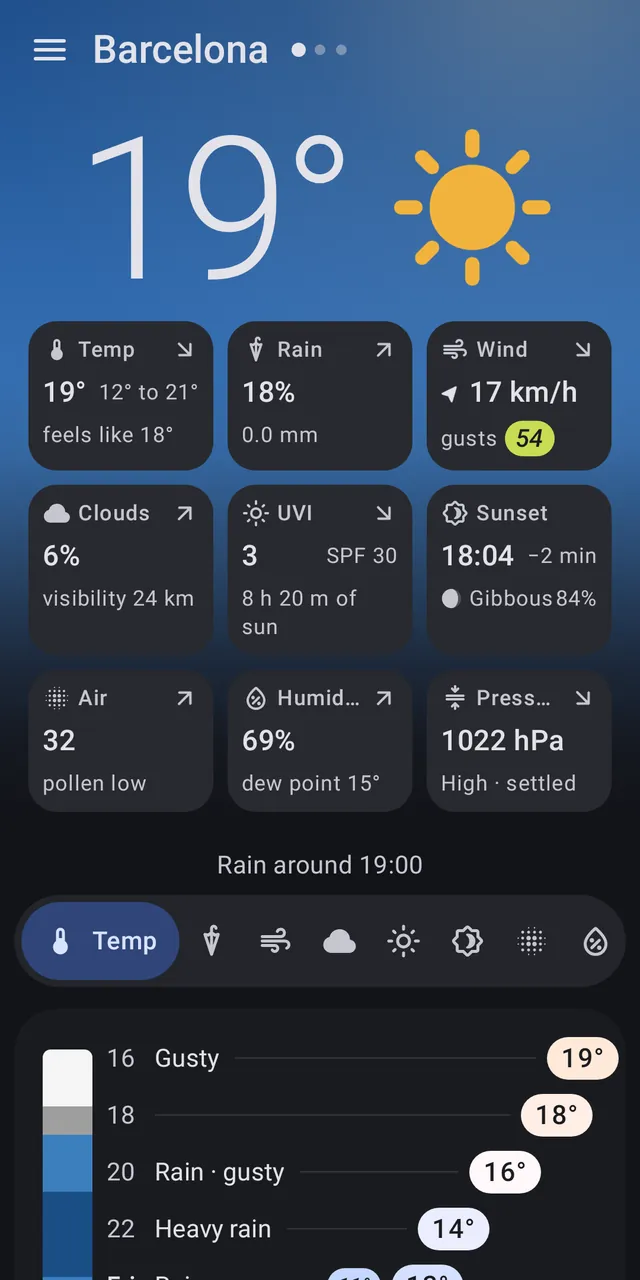 Barcelona
19°
Temp
19° 12° to 21°
feels like 18°
Rain
18%
0.0 mm
Wind
17 km/h
gusts 54
Clouds
6%
visibility 24 km
UVI
3 SPF 30
8 h 20 m of
sun
Sunset
18:04 −2 min
Gibbous 84%
Air
32
pollen low
Humid...
69%
dew point 15°
Press...
1022 hPa
High · settled
Rain around 19:00
Temp
16 Gusty 19°
18 18°
20 Rain · gusty 16°
22 Heavy rain 14°